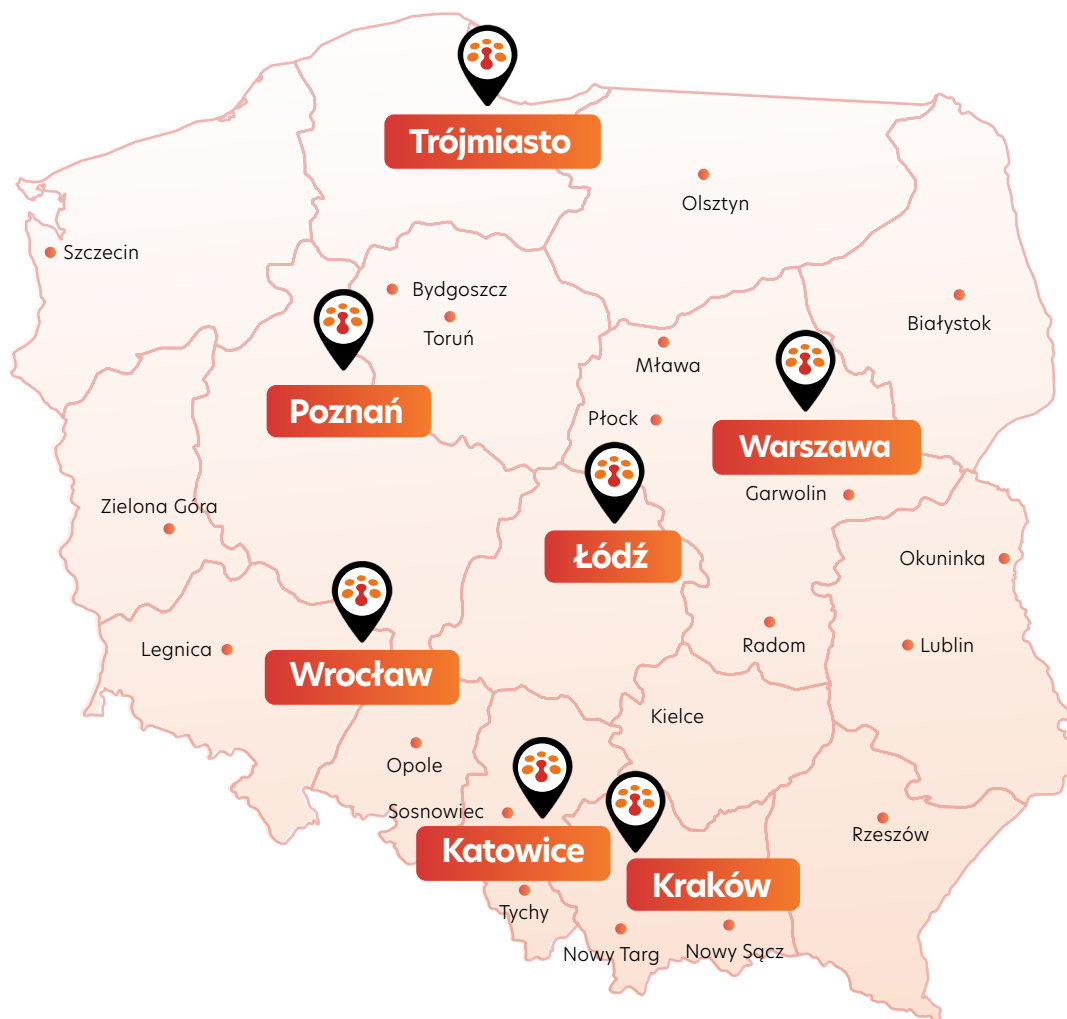 Trójmiasto
Olsztyn
Szczecin
Bydgoszcz
Białystok
Toruń
Mława
Poznań
Płock
Warszawa
Garwolin
Zielona Góra
Łódź
Okuninka
Legnica
Radom
Lublin
Wrocław
Kielce
Opole
Sosnowiec
Rzeszów
Katowice
Kraków
Tychy
Nowy Targ
Nowy Sącz